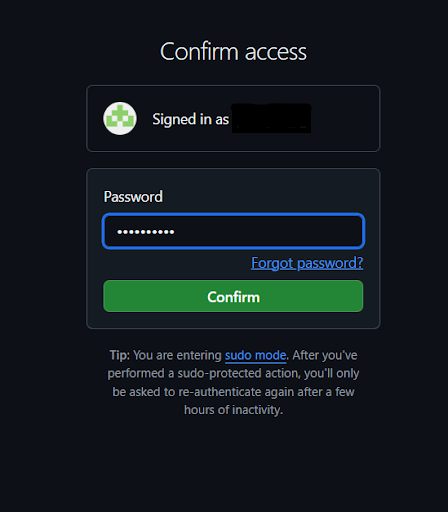 Confirm access
Signed in as
Password
••••••••••
Forgot password?
Confirm
Tip: You are entering sudo mode. After you've
performed a sudo-protected action, you'll only
be asked to re-authenticate again after a few
hours of inactivity.